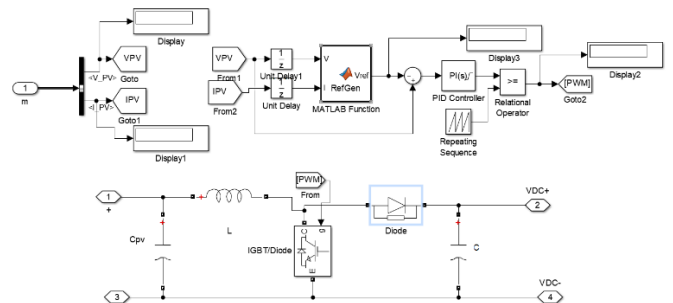 Display
<V_PV>
VPV
Goto
1
m
IPV
<I_PV>
Goto1
Display1
VPV
From1
1
z
Unit Delay1
IPV
From2
1
z
Unit Delay
V
I
Vref
RefGen
MATLAB Function
Display3
PI(s)
PID Controller
>=
Relational
Operator
Repeating
Sequence
Display2
[PWM]
Goto2
1
+
+
L
Cpv
+
[PWM]
From
C
g
E
IGBT/Diode
Diode
+
C
VDC+
2
VDC-
3
4